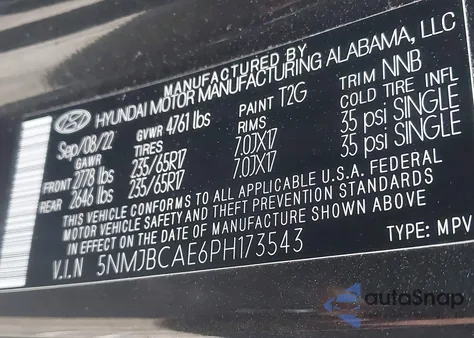 MANUFACTURED BY
HYUNDAI MOTOR MANUFACTURING ALABAMA, LLC
Sep/08/22 GVWR 4761 lbs PAINT T2G TRIM NNB
GAWR TIRES RIMS COLD TIRE INFL
FRONT 2778 lbs 235/65R17 7.0JX17 35 psi SINGLE
REAR 2646 lbs 235/65R17 7.0JX17 35 psi SINGLE
THIS VEHICLE CONFORMS TO ALL APPLICABLE U.S.A. FEDERAL
MOTOR VEHICLE SAFETY AND THEFT PREVENTION STANDARDS
IN EFFECT ON THE DATE OF MANUFACTURE SHOWN ABOVE
V.I.N 5NMJBCAE6PH173543 TYPE: MPV
autoSnap